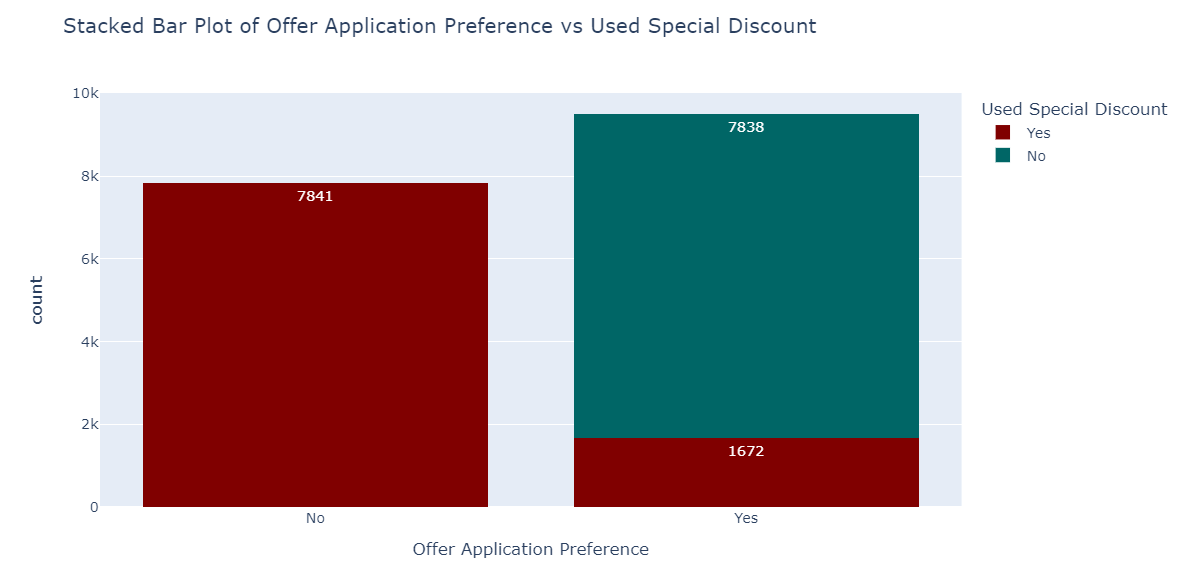 Stacked Bar Plot of Offer Application Preference vs Used Special Discount
10k
8k
6k
4k
2k
0
count
7841
7838
1672
No
Yes
Offer Application Preference
Used Special Discount
Yes
No